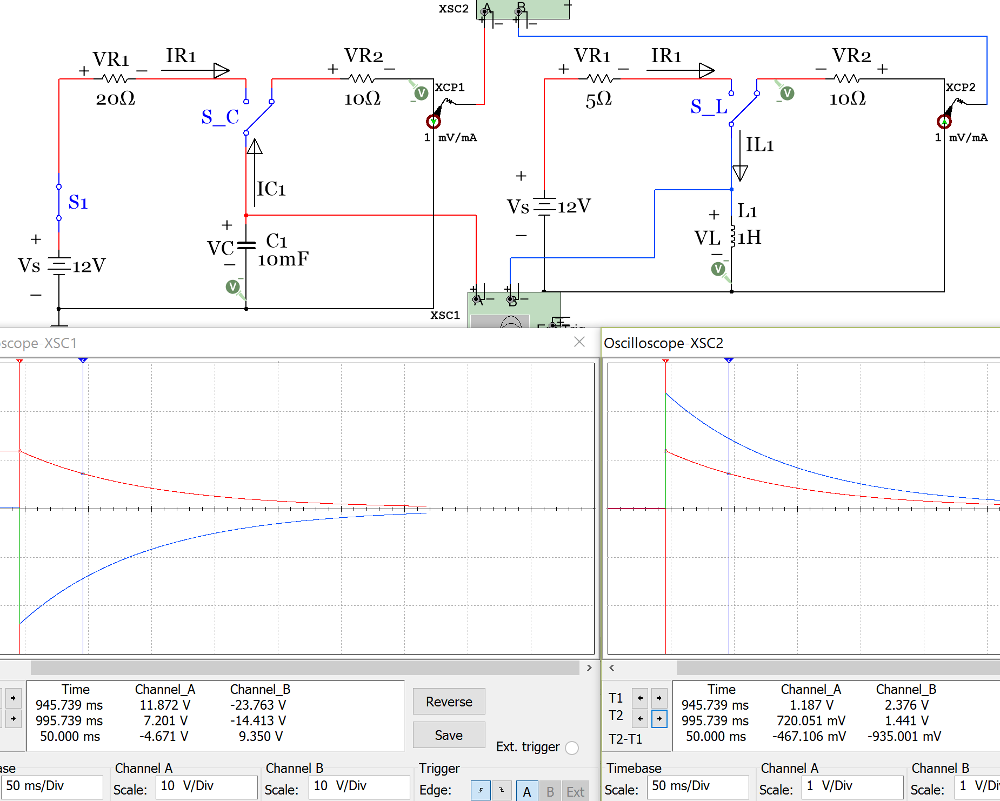 XSC2
A B
+ − + −
VR1 IR1 VR2
+ − + −
20Ω 10Ω
XCP1
V
S_C
1 mV/mA
IC1
S1
+ VC − C1
10mF
+ Vs − 12V
V
VR1 IR1 VR2
+ − − +
5Ω 10Ω
XCP2
V
S_L
1 mV/mA
IL1
+ Vs − 12V
+ VL − L1
1H
V
XSC1
+ A − + B −
oscope-XSC1
Oscilloscope-XSC2
Time Channel_A Channel_B
945.739 ms 11.872 V -23.763 V
995.739 ms 7.201 V -14.413 V
50.000 ms -4.671 V 9.350 V
Reverse
Save
Ext. trigger
ase
50 ms/Div
Channel A
Scale: 10 V/Div
Channel B
Scale: 10 V/Div
Trigger
Edge: A B Ext
T1
T2
T2-T1
Time Channel_A Channel_B
945.739 ms 1.187 V 2.376 V
995.739 ms 720.051 mV 1.441 V
50.000 ms -467.106 mV -935.001 mV
Timebase
Scale: 50 ms/Div
Channel A
Scale: 1 V/Div
Channel B
Scale: 1 V/Di